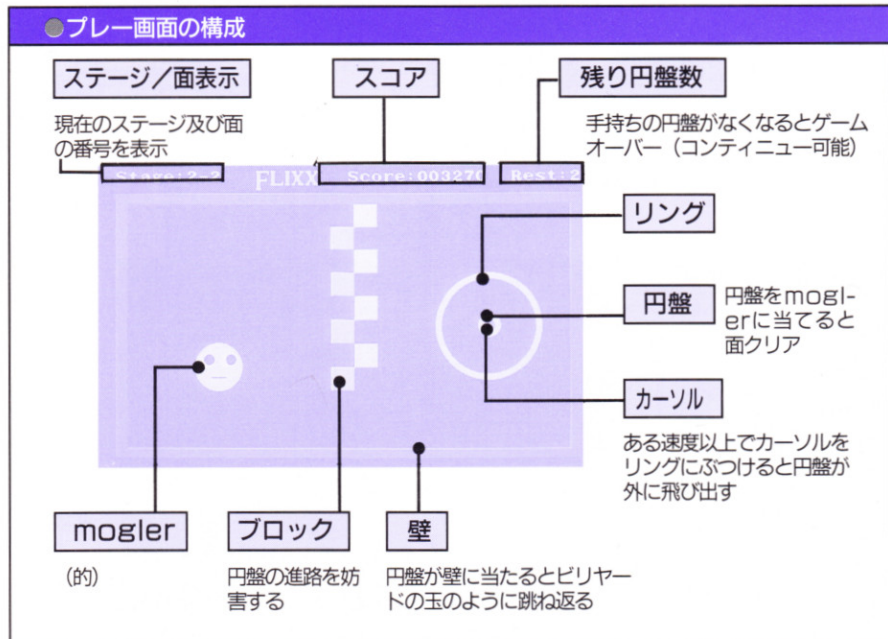 ●プレー画面の構成
ステージ／面表示
現在のステージ及び面
の番号を表示
スコア
残り円盤数
手持ちの円盤がなくなるとゲーム
オーバー（コンティニュー可能）
Stage:2-2 FLIXX Score:003270 Rest:2
リング
円盤
円盤をmogl-
erに当てると
面クリア
カーソル
ある速度以上でカーソルを
リングにぶつけると円盤が
外に飛び出す
mogler
（的）
ブロック
円盤の進路を妨
害する
壁
円盤が壁に当たるとビリヤー
ドの玉のように跳ね返る